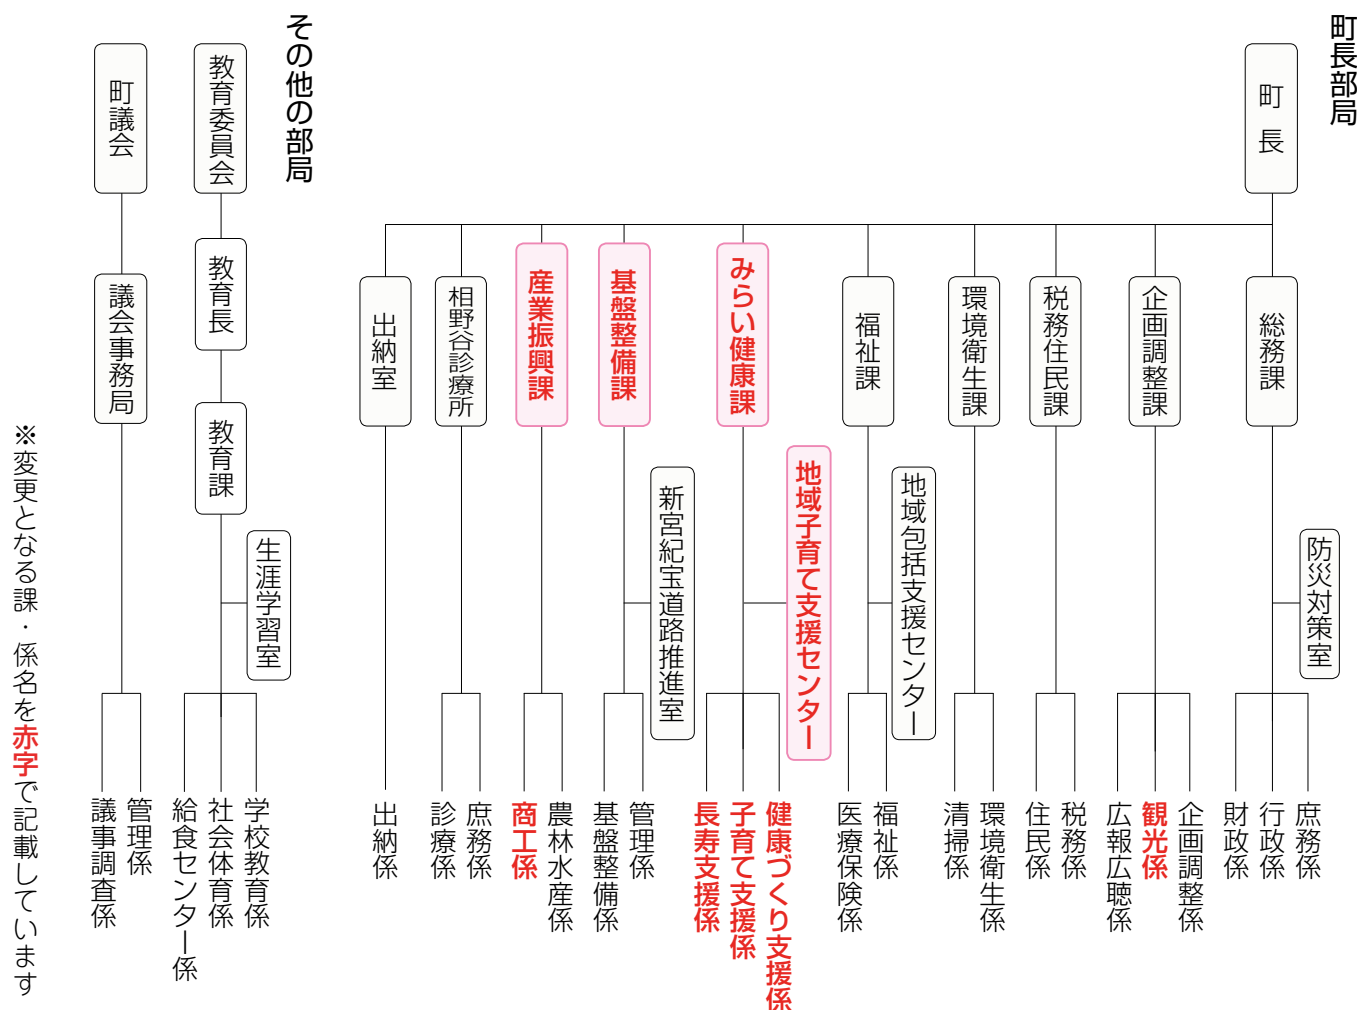 町長部局
町長
総務課
防災対策室
庶務係
行政係
財政係
企画調整課
企画調整係
観光係
広報広聴係
税務住民課
税務係
住民係
環境衛生課
環境衛生係
清掃係
福祉課
地域包括支援センター
福祉係
医療保険係
みらい健康課
地域子育て支援センター
健康づくり支援係
子育て支援係
長寿支援係
基盤整備課
新宮紀宝道路推進室
管理係
基盤整備係
産業振興課
農林水産係
商工係
相野谷診療所
庶務係
診療係
出納室
出納係
その他の部局
教育委員会
教育長
教育課
生涯学習室
学校教育係
社会体育係
給食センター係
町議会
議会事務局
管理係
議事調査係
※変更となる課・係名を赤字で記載しています